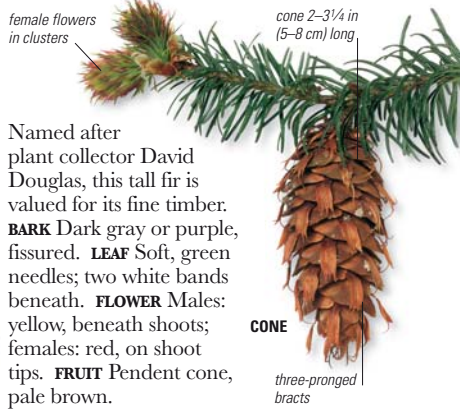 female flowers
in clusters
cone 2–3¼ in
(5–8 cm) long
Named after
plant collector David
Douglas, this tall fir is
valued for its fine timber.
BARK Dark gray or purple,
fissured. LEAF Soft, green
needles; two white bands
beneath. FLOWER Males:
yellow, beneath shoots;
females: red, on shoot
tips. FRUIT Pendent cone,
pale brown.
CONE
three-pronged
bracts